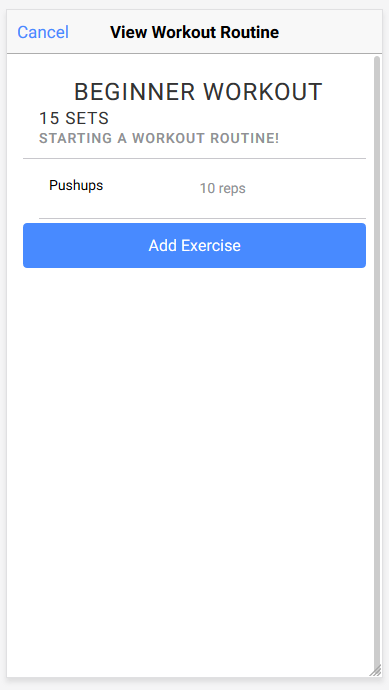 Cancel View Workout Routine
BEGINNER WORKOUT
15 SETS
STARTING A WORKOUT ROUTINE!
Pushups 10 reps
Add Exercise